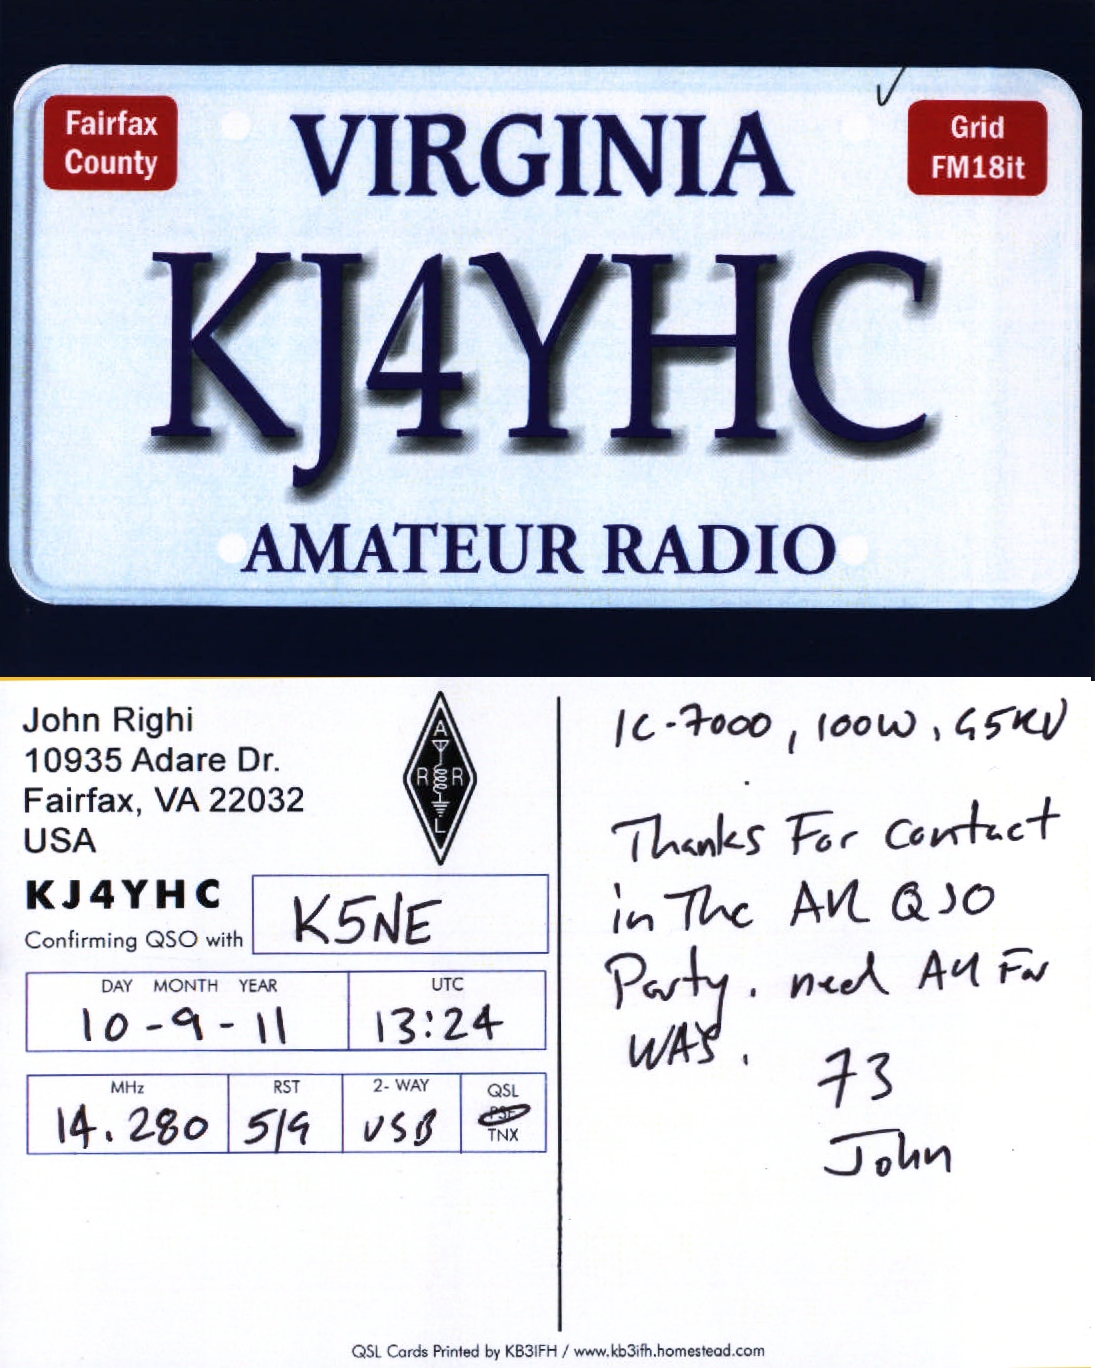 Fairfax
County
VIRGINIA
Grid
FM18it
KJ4YHC
AMATEUR RADIO
John Righi
10935 Adare Dr.
Fairfax, VA 22032
USA
A
R R
L
KJ4YHC
Confirming QSO with
K5NE
DAY MONTH YEAR
UTC
10-9-11
13:24
MHz
RST
2- WAY
QSL
14.280
5/9
USB
PSE
TNX
IC-7000, 100W, G5RV
Thanks For contact
in The AR QSO
Party. need AR For
WAS.
73
John
QSL Cards Printed by KB3IFH / www.kb3ifh.homestead.com